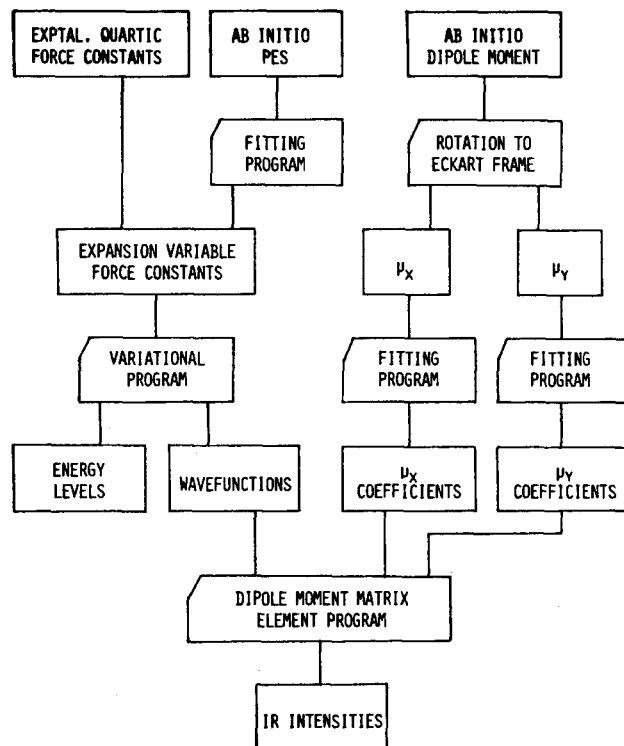 EXPTAL. QUARTIC
FORCE CONSTANTS
AB INITIO
PES
AB INITIO
DIPOLE MOMENT
FITTING
PROGRAM
ROTATION TO
ECKART FRAME
EXPANSION VARIABLE
FORCE CONSTANTS
μX
μY
VARIATIONAL
PROGRAM
FITTING
PROGRAM
FITTING
PROGRAM
ENERGY
LEVELS
WAVEFUNCTIONS
μX
COEFFICIENTS
μY
COEFFICIENTS
DIPOLE MOMENT MATRIX
ELEMENT PROGRAM
IR INTENSITIES